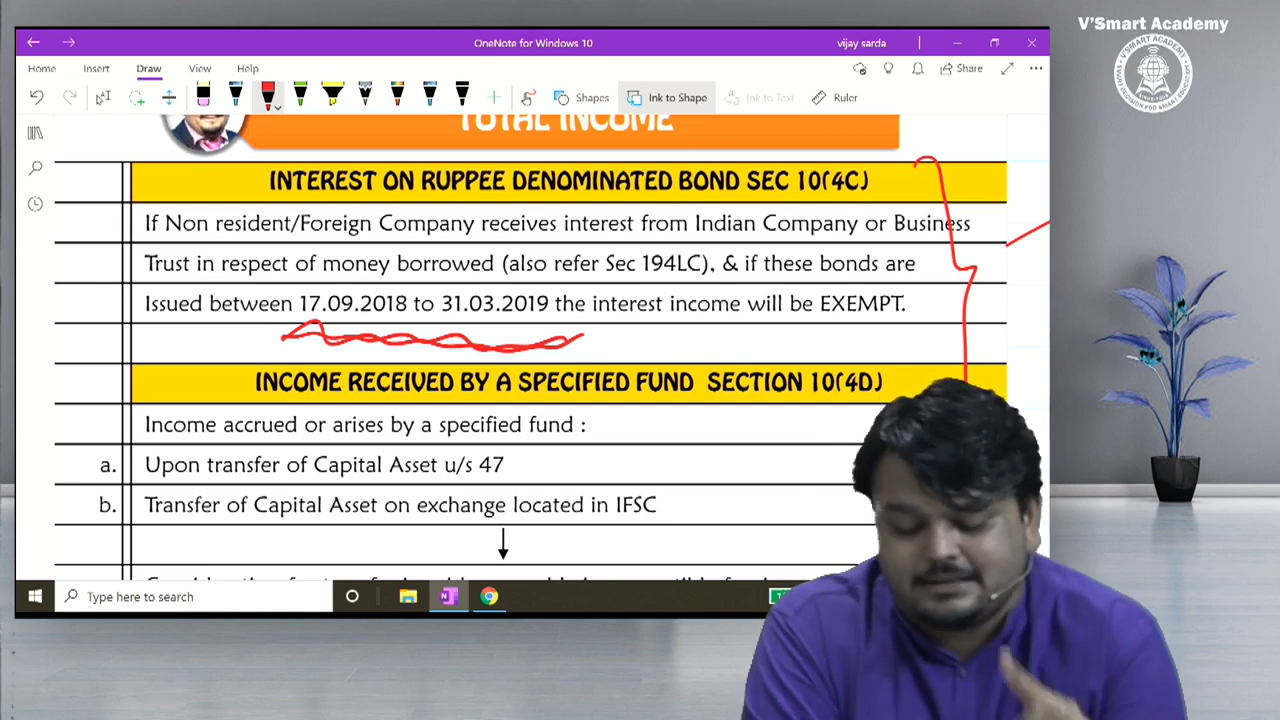 V'Smart Academy
OneNote for Windows 10
vijay sarda
Home Insert Draw View Help
Share
Shapes
Ink to Shape
Ink to Text
Ruler
TOTAL INCOME
INTEREST ON RUPPEE DENOMINATED BOND SEC 10(4C)
If Non resident/Foreign Company receives interest from Indian Company or Business
Trust in respect of money borrowed (also refer Sec 194LC), & if these bonds are
Issued between 17.09.2018 to 31.03.2019 the interest income will be EXEMPT.
INCOME RECEIVED BY A SPECIFIED FUND SECTION 10(4D)
Income accrued or arises by a specified fund :
a. Upon transfer of Capital Asset u/s 47
b. Transfer of Capital Asset on exchange located in IFSC
Type here to search